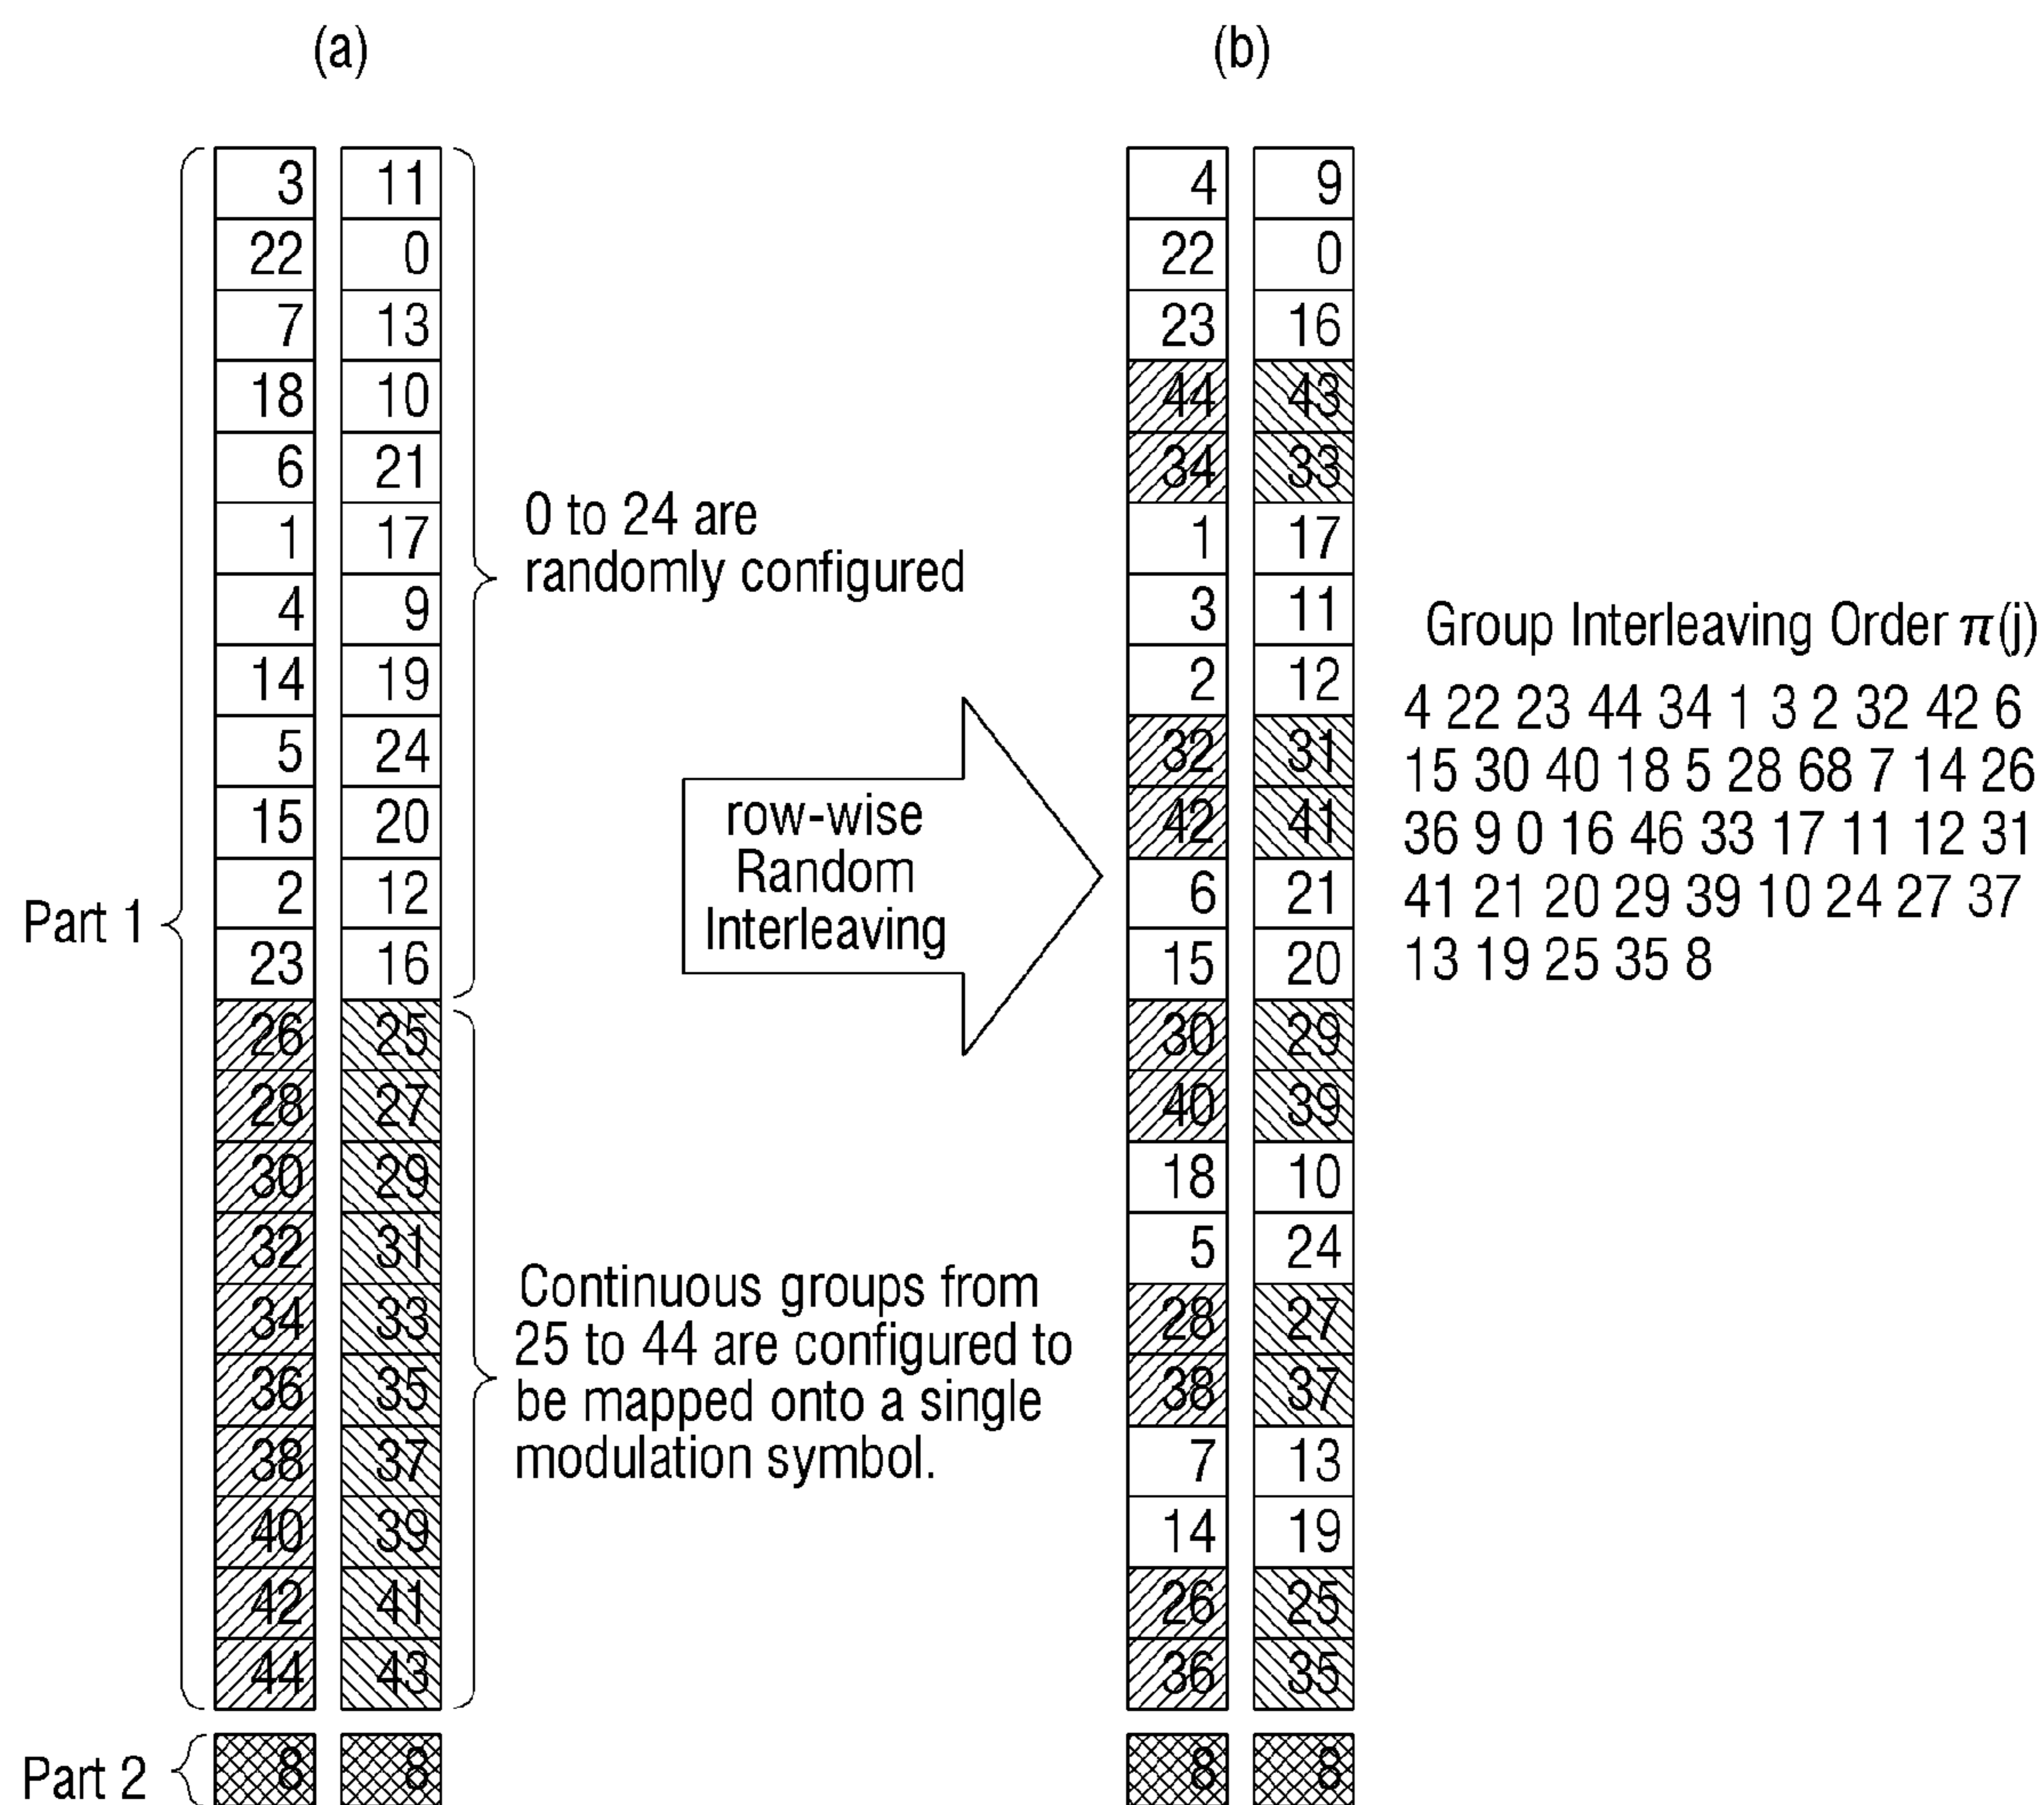 (a)
(b)
3 11
22 0
7 13
18 10
6 21
1 17
4 9
14 19
5 24
15 20
2 12
23 16
26 25
28 27
30 29
32 31
34 33
36 35
38 37
40 39
42 41
44 43
8 8
Part 1
Part 2
0 to 24 are
randomly configured
Continuous groups from
25 to 44 are configured to
be mapped onto a single
modulation symbol.
row-wise
Random
Interleaving
4 9
22 0
23 16
44 43
34 33
1 17
3 11
2 12
32 31
42 41
6 21
15 20
30 29
40 39
18 10
5 24
28 27
38 37
7 13
14 19
26 25
36 35
8 8
Group Interleaving Order π(j)
4 22 23 44 34 1 3 2 32 42 6
15 30 40 18 5 28 68 7 14 26
36 9 0 16 46 33 17 11 12 31
41 21 20 29 39 10 24 27 37
13 19 25 35 8